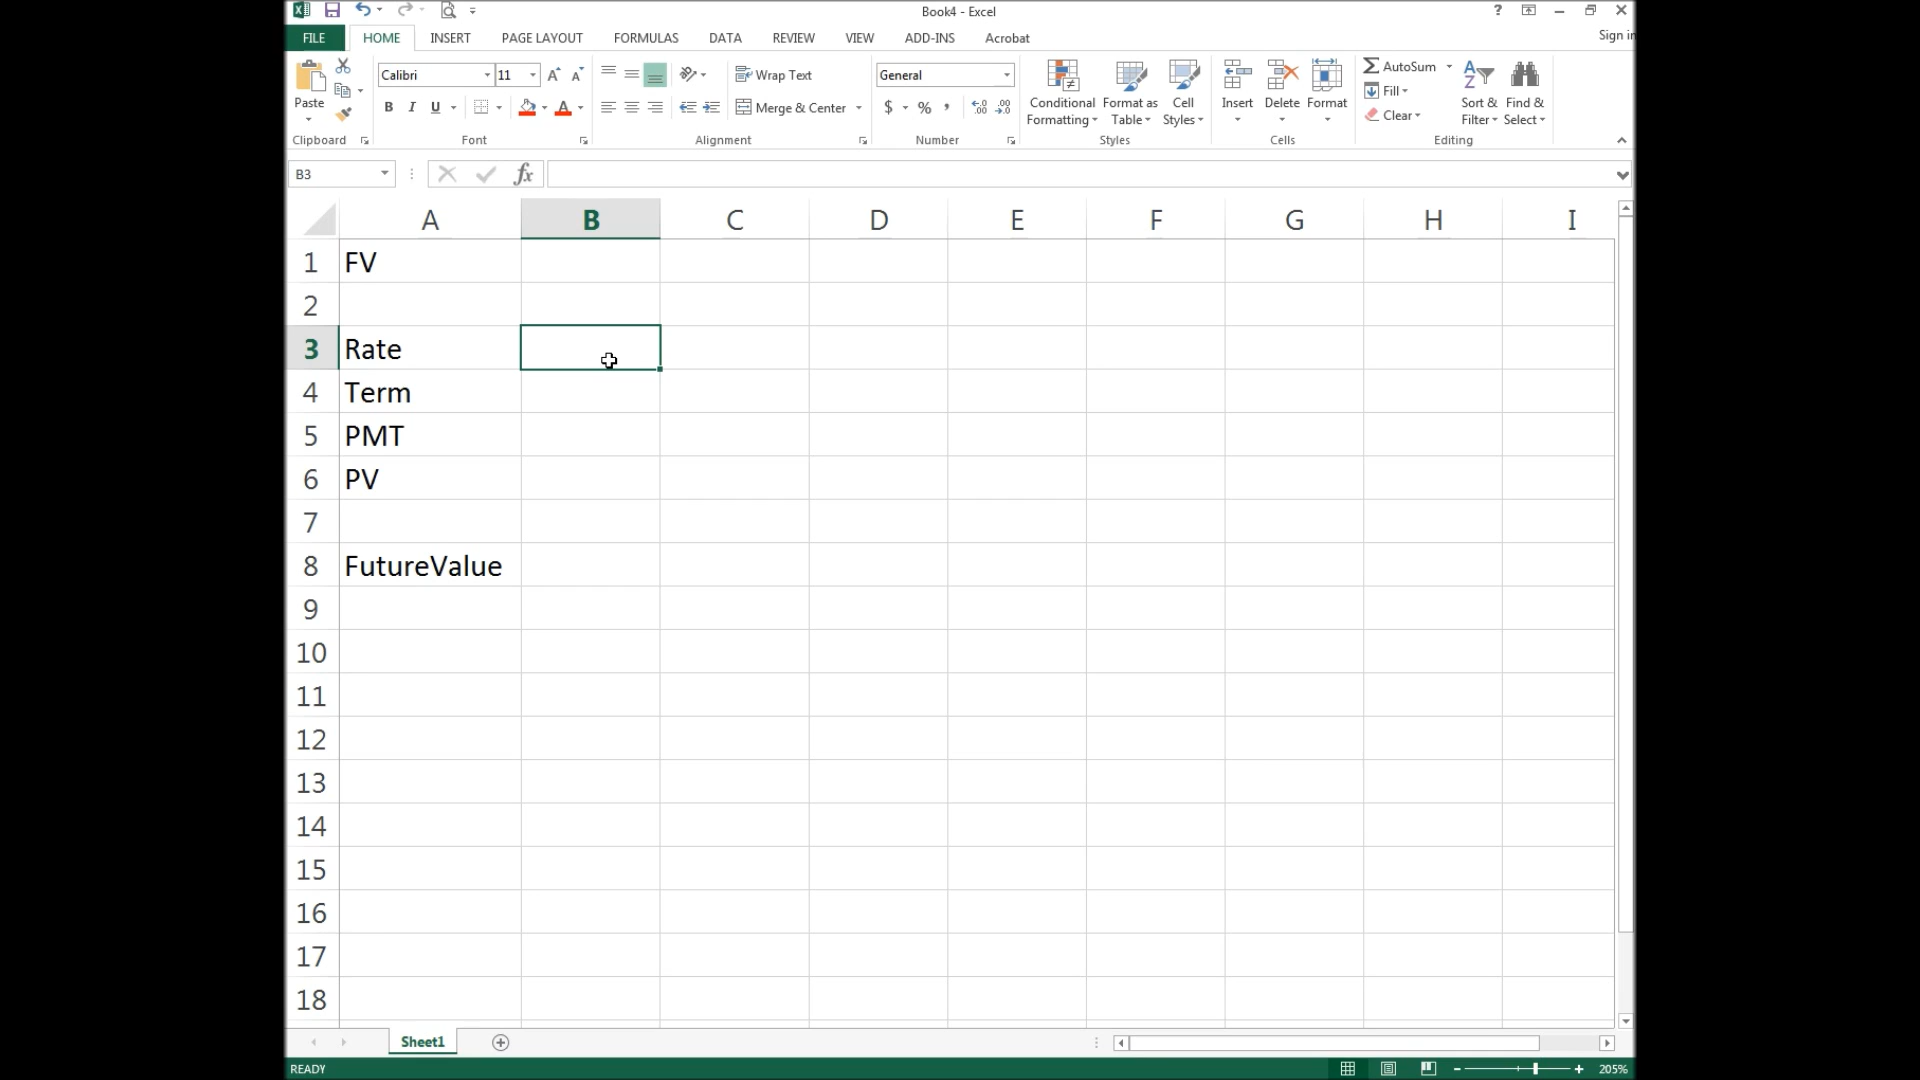 Book4 - Excel
?
Sign in
FILE HOME INSERT PAGE LAYOUT FORMULAS DATA REVIEW VIEW ADD-INS Acrobat
Paste
Calibri 11 A A
B I U A
Wrap Text
Merge & Center
General
$ % , .00 .00
Conditional Formatting
Format as Table
Cell Styles
Insert Delete Format
AutoSum
Fill
Clear
Sort & Filter
Find & Select
Clipboard Font Alignment Number Styles Cells Editing
B3 fx
A B C D E F G H I
1 FV
2
3 Rate
4 Term
5 PMT
6 PV
7
8 FutureValue
9
10
11
12
13
14
15
16
17
18
Sheet1
READY 205%